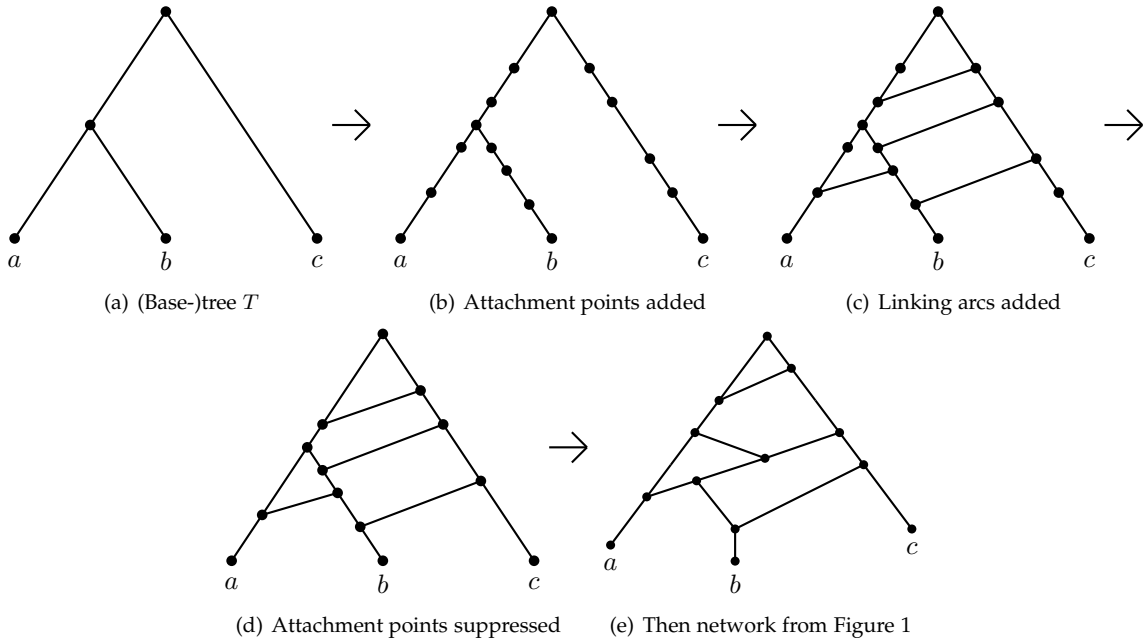 a b c a b c a b c
(a) (Base-)tree T (b) Attachment points added (c) Linking arcs added
a b c a b c
(d) Attachment points suppressed (e) Then network from Figure 1